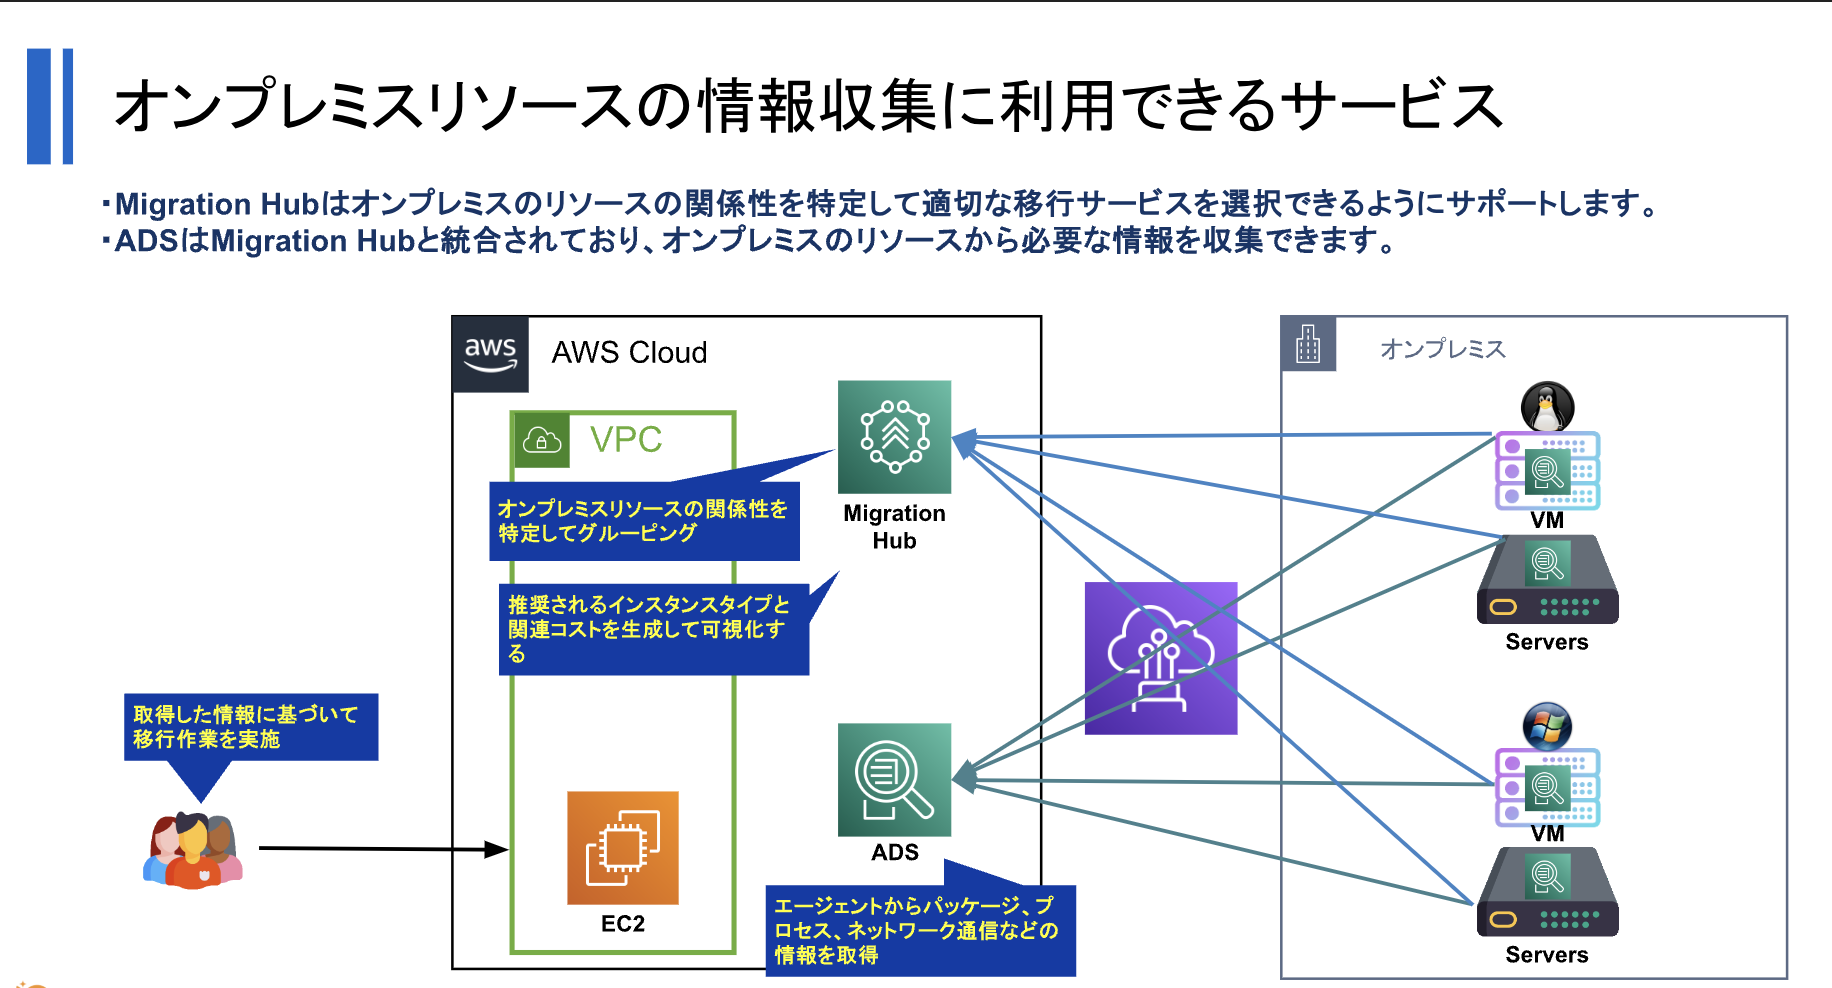 オンプレミスリソースの情報収集に利用できるサービス
・Migration Hubはオンプレミスのリソースの関係性を特定して適切な移行サービスを選択できるようにサポートします。
・ADSはMigration Hubと統合されており、オンプレミスのリソースから必要な情報を収集できます。
aws
AWS Cloud
オンプレミス
VPC
オンプレミスリソースの関係性を
特定してグルーピング
Migration
Hub
VM
推奨されるインスタンスタイプと
関連コストを生成して可視化す
る
Servers
取得した情報に基づいて
移行作業を実施
ADS
VM
EC2
エージェントからパッケージ、プ
ロセス、ネットワーク通信などの
情報を取得
Servers